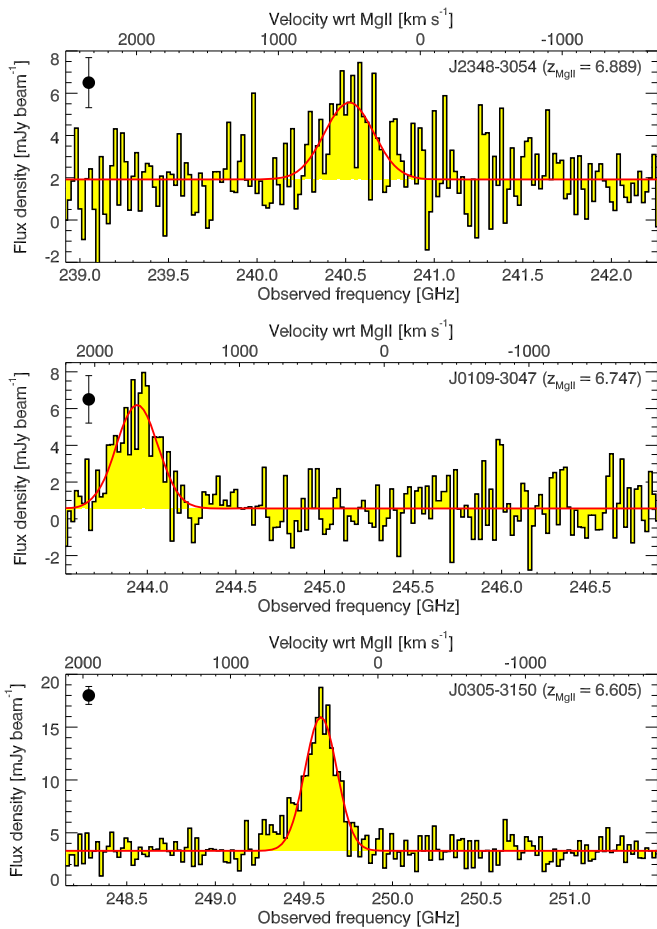 Velocity wrt MgII [km s⁻¹]
2000 1000 0 -1000
J2348-3054 (z_MgII = 6.889)
Flux density [mJy beam⁻¹]
8
6
4
2
0
-2
239.0 239.5 240.0 240.5 241.0 241.5 242.0
Observed frequency [GHz]
Velocity wrt MgII [km s⁻¹]
2000 1000 0 -1000
J0109-3047 (z_MgII = 6.747)
Flux density [mJy beam⁻¹]
8
6
4
2
0
-2
244.0 244.5 245.0 245.5 246.0 246.5
Observed frequency [GHz]
Velocity wrt MgII [km s⁻¹]
2000 1000 0 -1000
J0305-3150 (z_MgII = 6.605)
Flux density [mJy beam⁻¹]
20
15
10
5
0
248.5 249.0 249.5 250.0 250.5 251.0
Observed frequency [GHz]